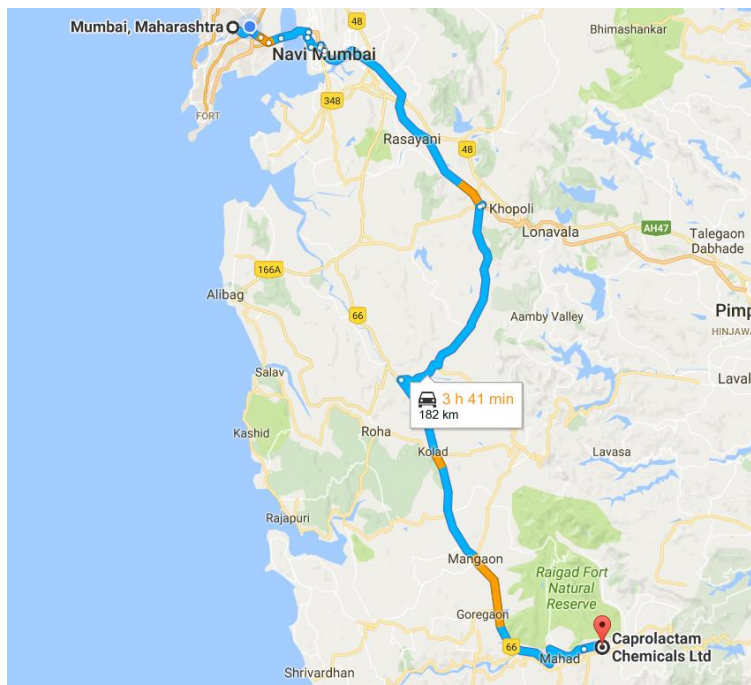 Mumbai, Maharashtra
48
Bhimashankar
Navi Mumbai
FORT
348
Rasayani
48
Khopoli
Lonavala
AH47
Talegaon
Dabhade
166A
Alibag
66
Aamby Valley
Pimp
HINJAWA
Salav
Laval
3 h 41 min
182 km
Kashid
Roha
Kolad
Lavasa
Rajapuri
Mangaon
Raigad Fort
Natural
Reserve
Goregaon
66
Mahad
Caprolactam
Chemicals Ltd
Shrivardhan